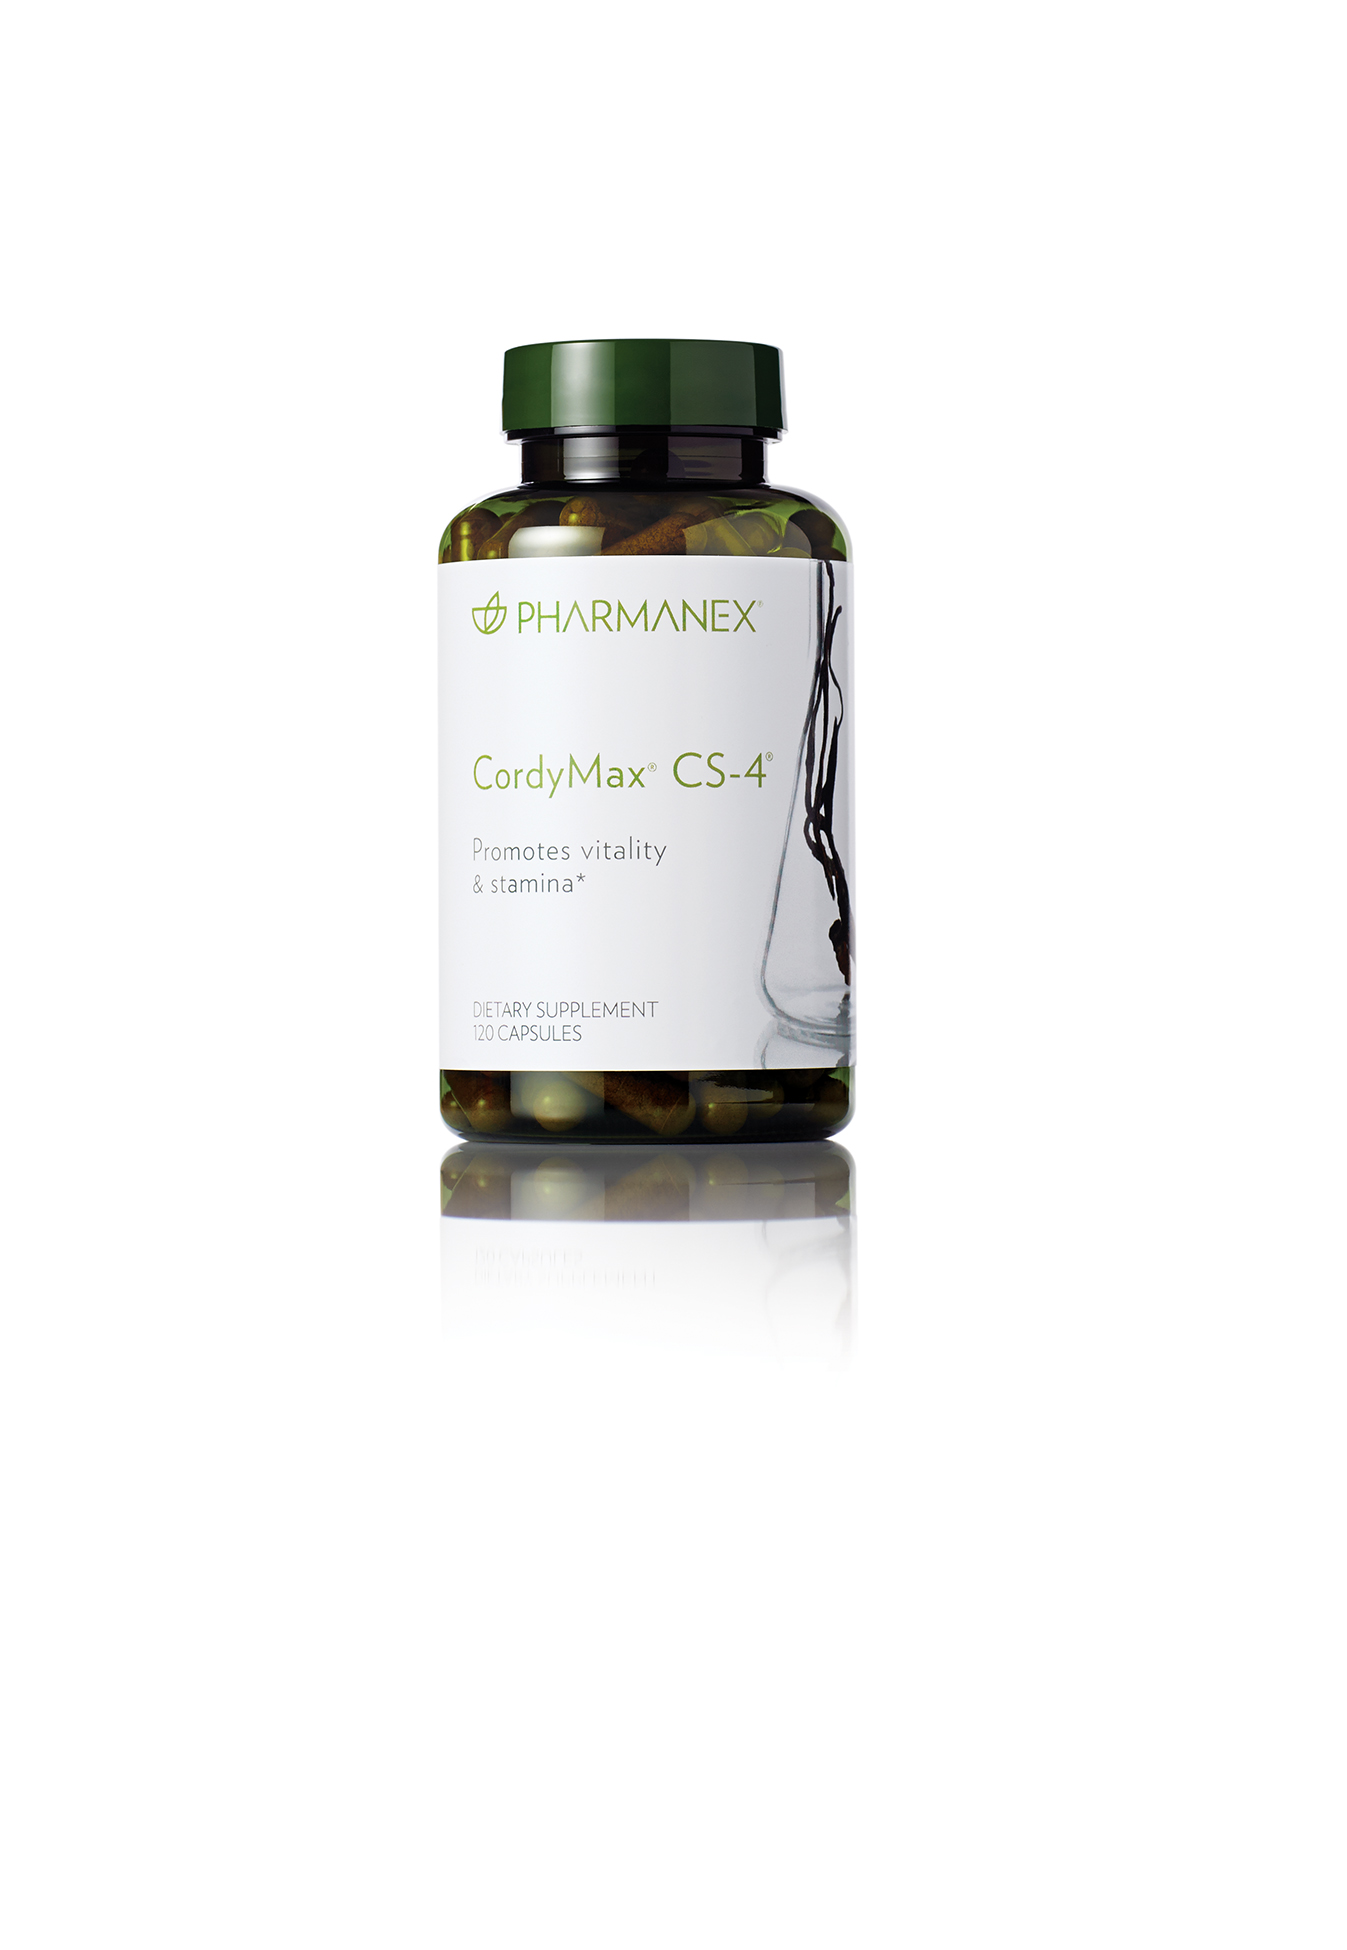 PHARMANEX®
CordyMax® CS-4®
Promotes vitality
& stamina*
DIETARY SUPPLEMENT
120 CAPSULES